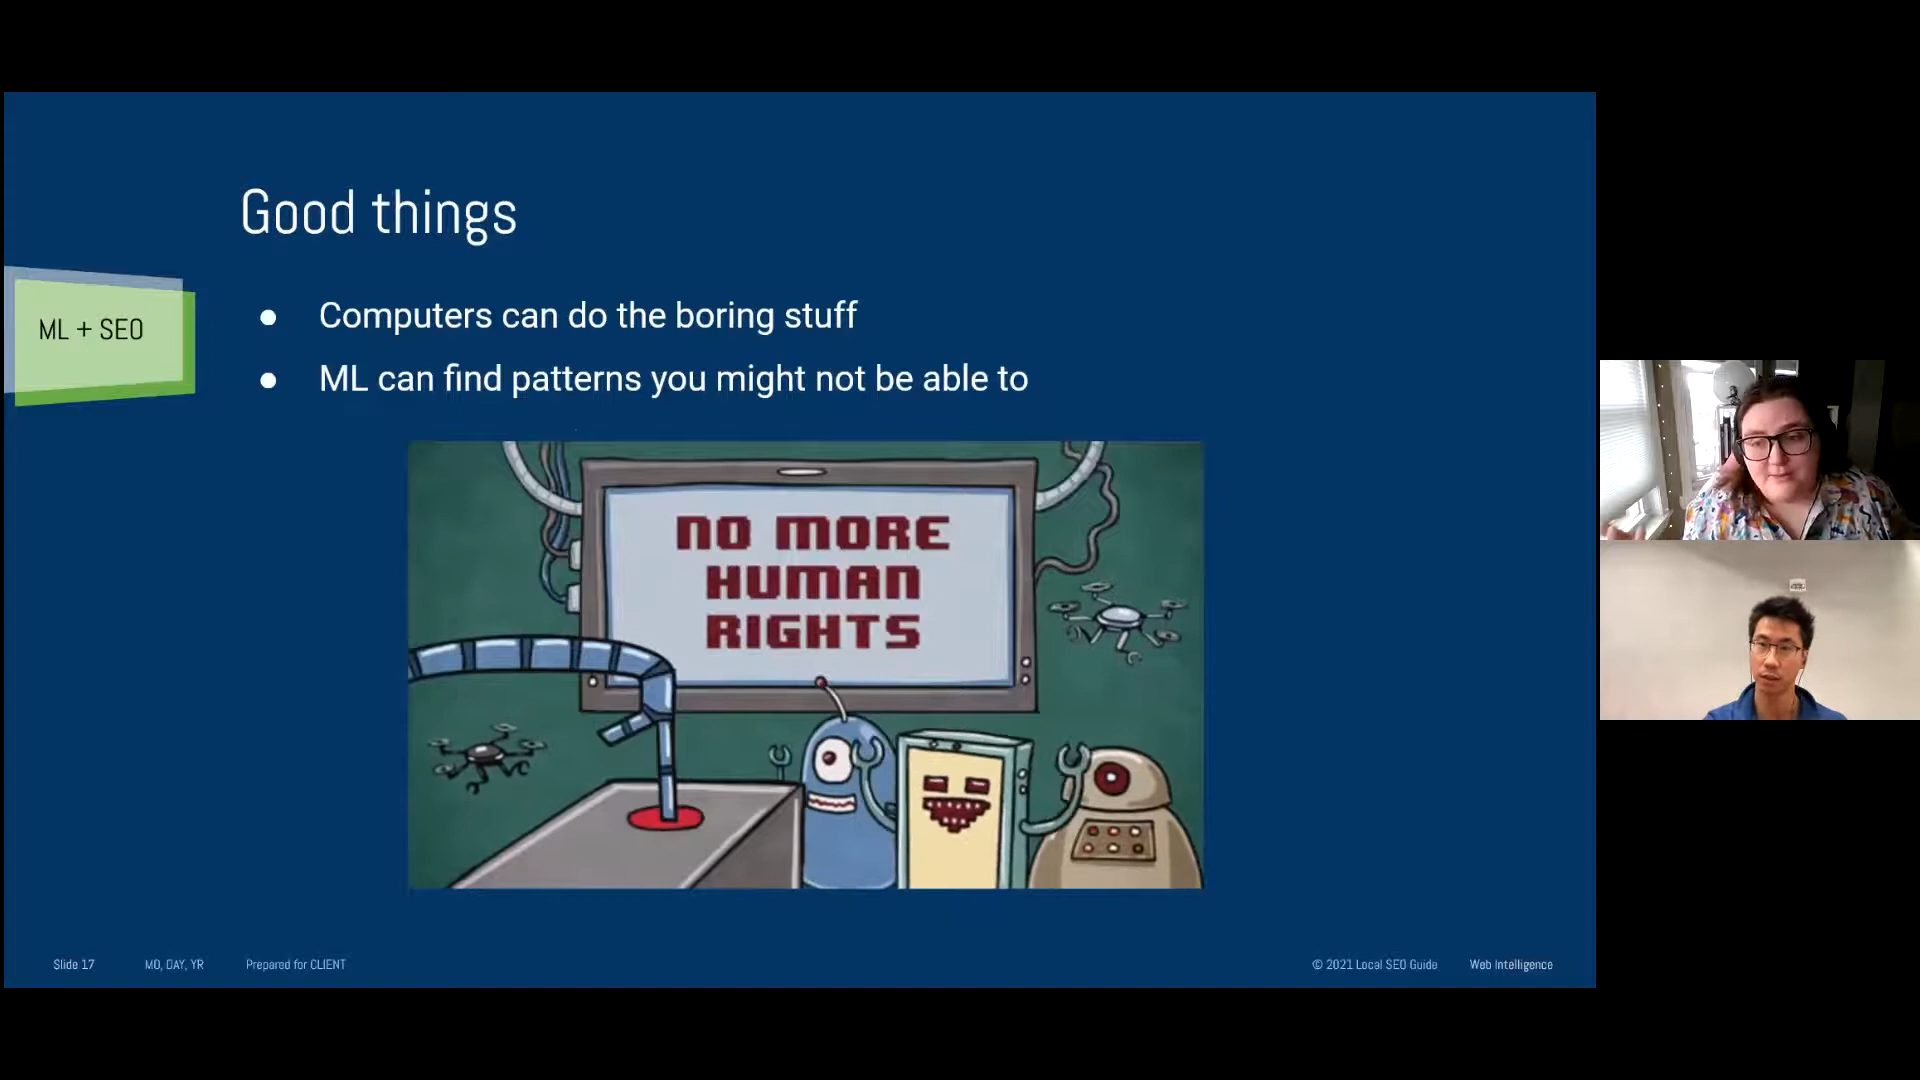 Good things
ML + SEO
Computers can do the boring stuff
ML can find patterns you might not be able to
NO MORE
HUMAN
RIGHTS
Slide 17 MO, DAY, YR Prepared for CLIENT © 2021 Local SEO Guide Web Intelligence